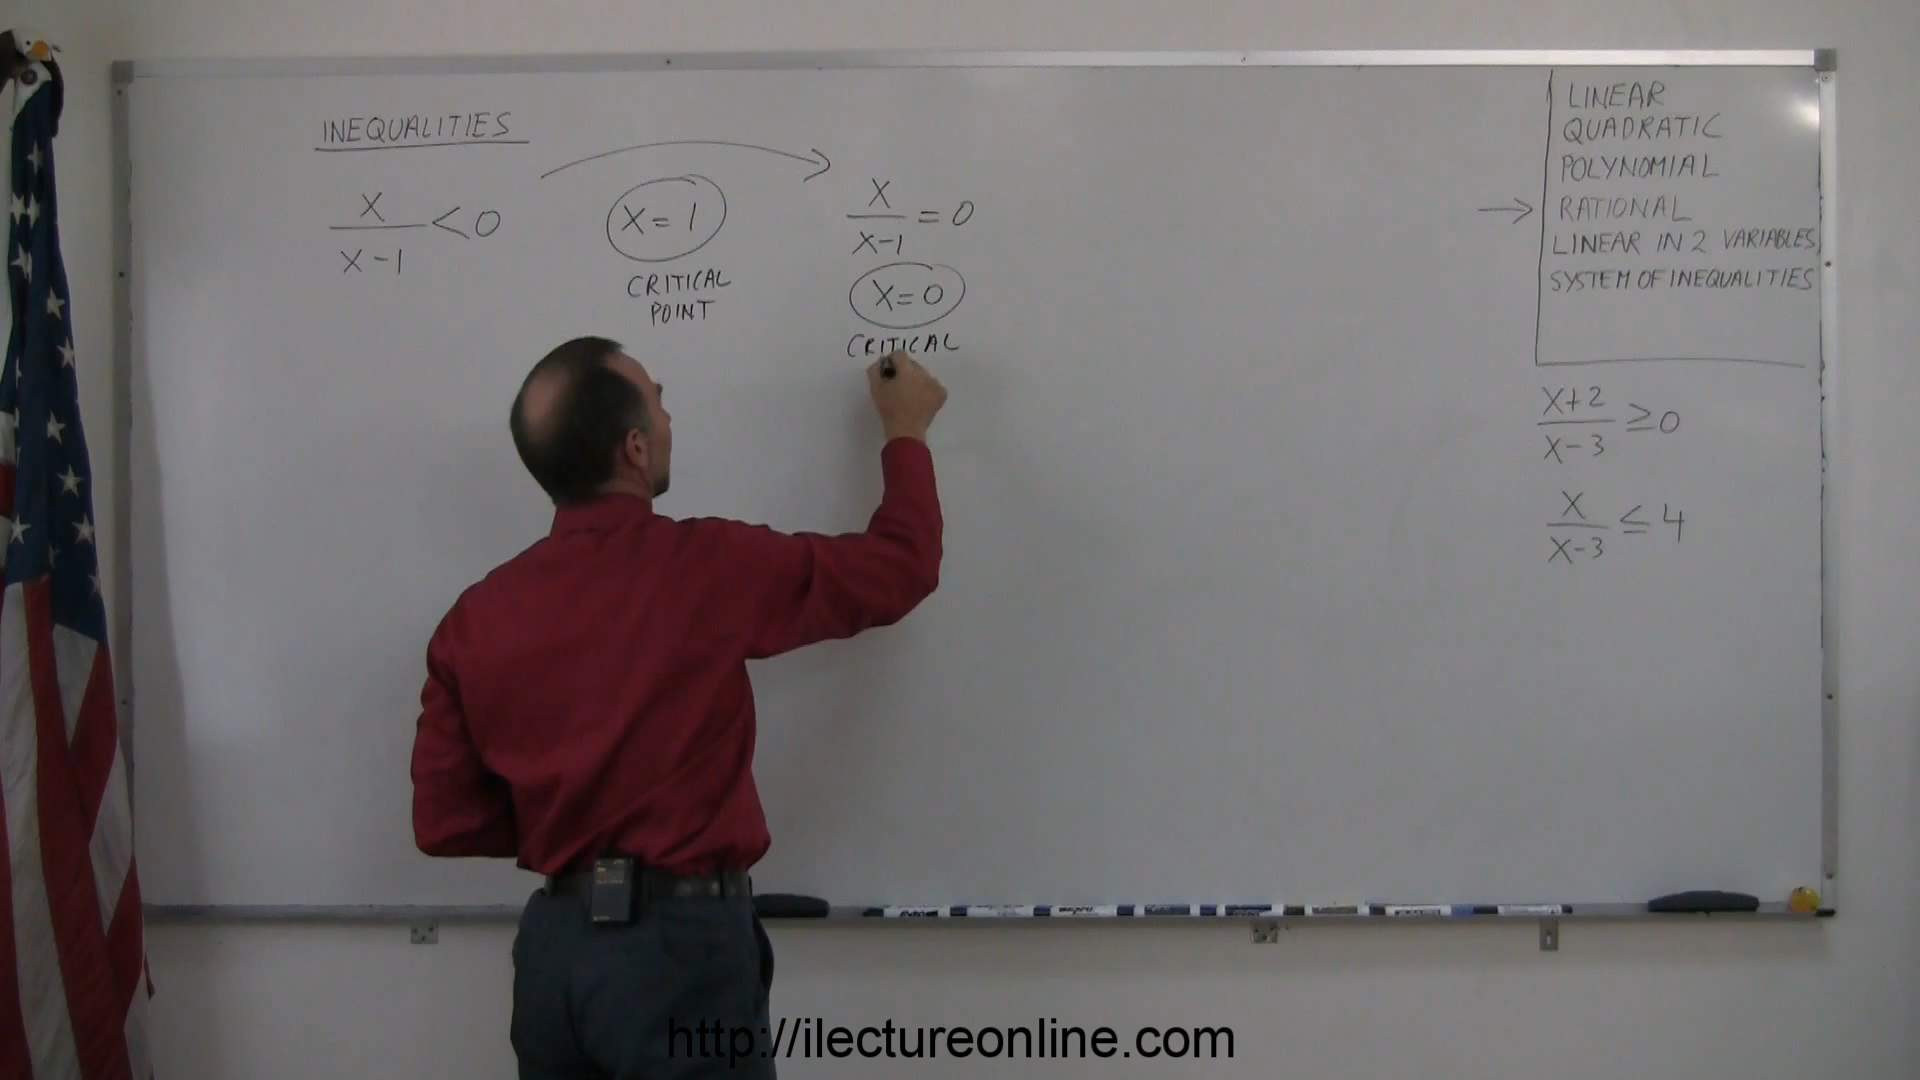 INEQUALITIES
x/(x-1) < 0
x = 1
CRITICAL
POINT
x/(x-1) = 0
x = 0
CRITICAL
LINEAR
QUADRATIC
POLYNOMIAL
→ RATIONAL
LINEAR IN 2 VARIABLES
SYSTEM OF INEQUALITIES
(x+2)/(x-3) ≥ 0
x/(x-3) ≤ 4
http://ilectureonline.com